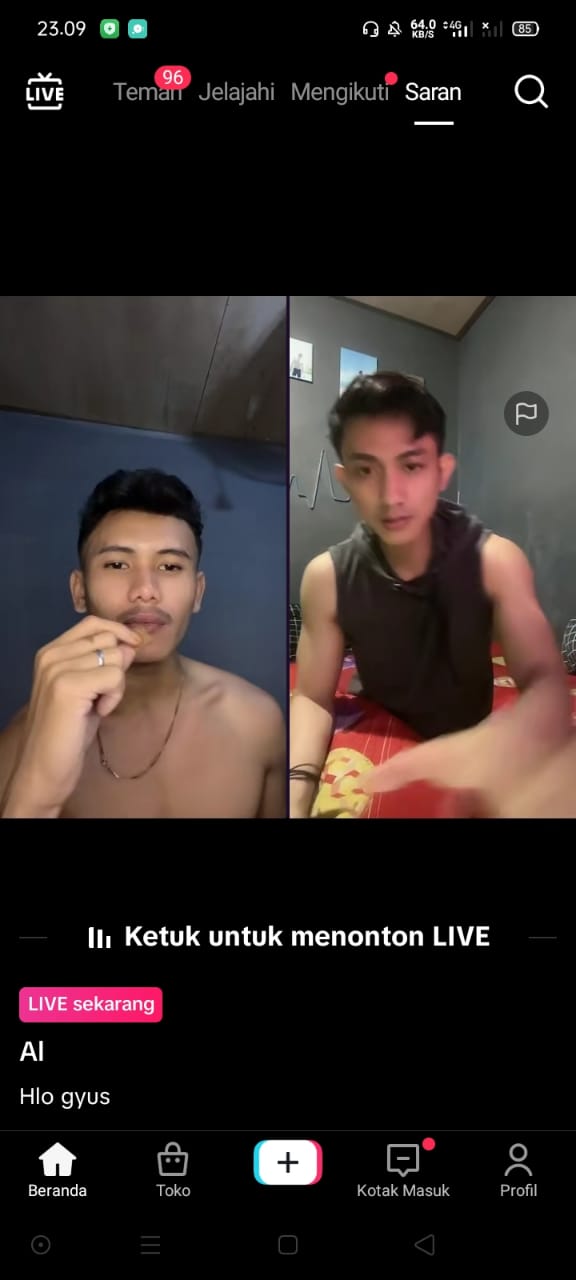 23.09
64.0
KB/S
4G
85
LIVE
96
Teman Jelajahi Mengikuti Saran
Ketuk untuk menonton LIVE
LIVE sekarang
Al
Hlo gyus
Beranda Toko Kotak Masuk Profil